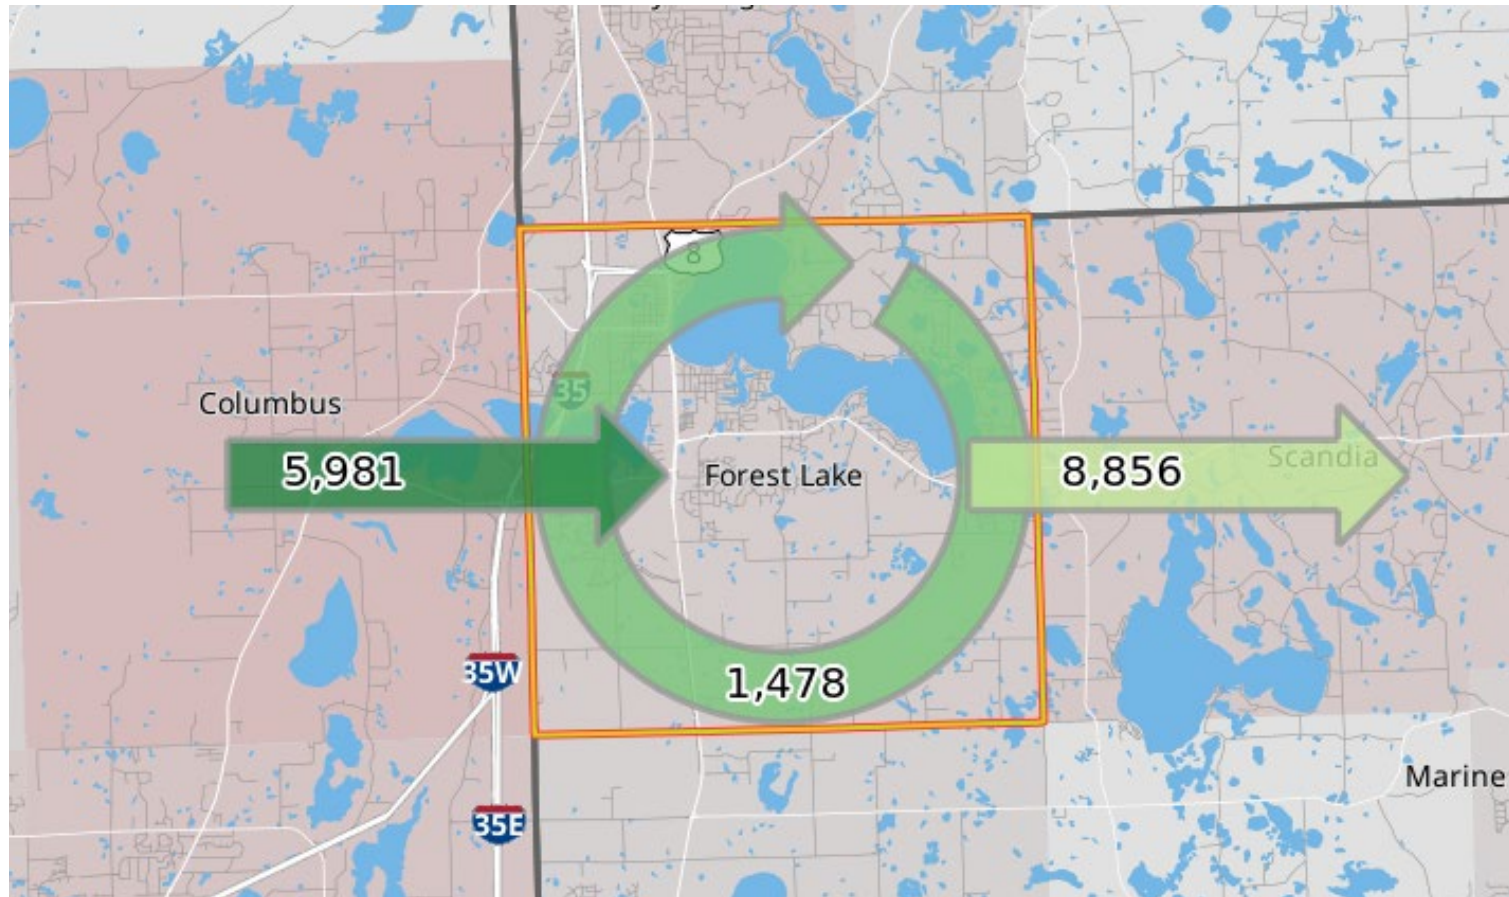 8
35
Columbus
5,981
Forest Lake
8,856
Scandia
35W
1,478
Marine
35E